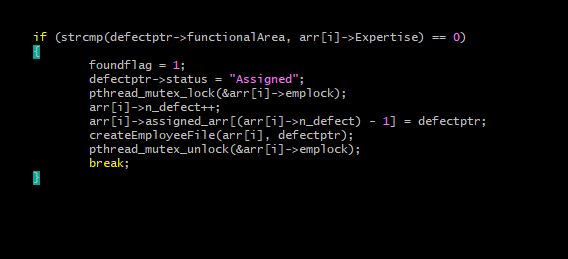 if (strcmp(defectptr->functionalArea, arr[i]->Expertise) == 0)
{
foundflag = 1;
defectptr->status = "Assigned";
pthread_mutex_lock(&arr[i]->emplock);
arr[i]->n_defect++;
arr[i]->assigned_arr[(arr[i]->n_defect) - 1] = defectptr;
createEmployeeFile(arr[i], defectptr);
pthread_mutex_unlock(&arr[i]->emplock);
break;
}